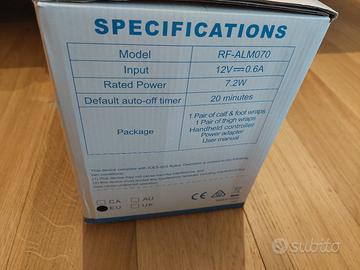 SPECIFICATIONS
Model RF-ALM070
Input 12V⎓0.6A
Rated Power 7.2W
Default auto-off timer 20 minutes
Package
1 Pair of calf & foot wraps
1 Pair of thigh wraps
Handheld controller
Power adapter
User manual
CA AU
EU UK
CE
subito